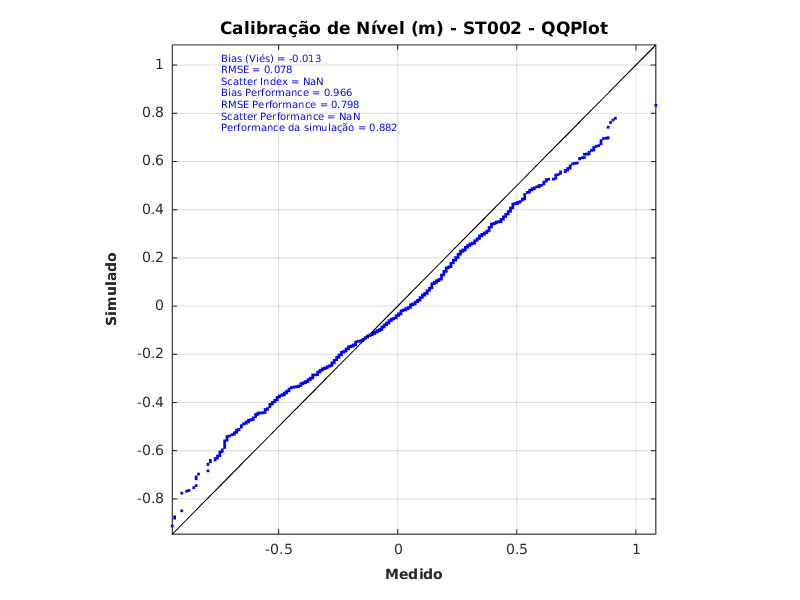 Calibração de Nível (m) - ST002 - QQPlot
Bias (Viés) = -0.013
RMSE = 0.078
Scatter Index = NaN
Bias Performance = 0.966
RMSE Performance = 0.798
Scatter Performance = NaN
Performance da simulação = 0.882
1
0.8
0.6
0.4
0.2
0
-0.2
-0.4
-0.6
-0.8
Simulado
-0.5 0 0.5 1
Medido